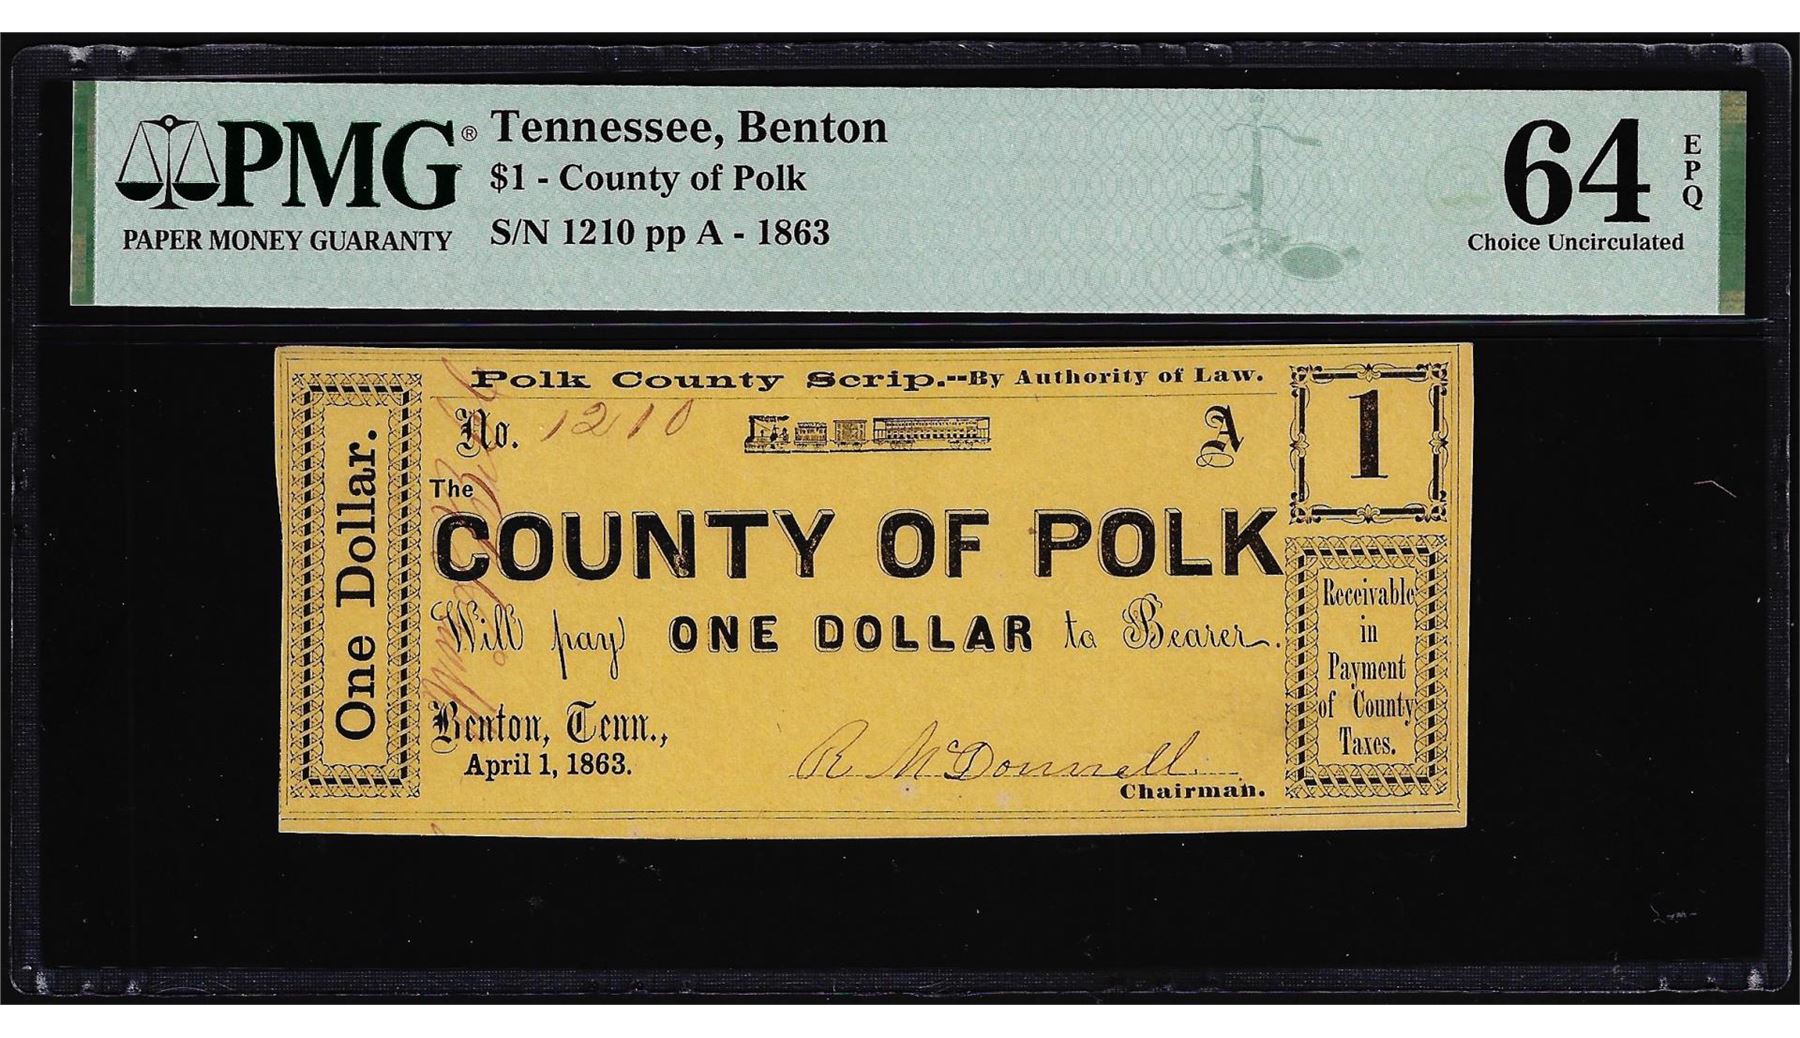 PMG®
PAPER MONEY GUARANTY
Tennessee, Benton
$1 - County of Polk
S/N 1210 pp A - 1863
64
EPQ
Choice Uncirculated
Polk County Scrip.--By Authority of Law.
No. 1210
A
1
One Dollar.
The
COUNTY OF POLK
Will pay ONE DOLLAR to Bearer.
Benton, Tenn.,
April 1, 1863.
R McDonnell
Chairman.
Receivable
in
Payment
of County
Taxes.